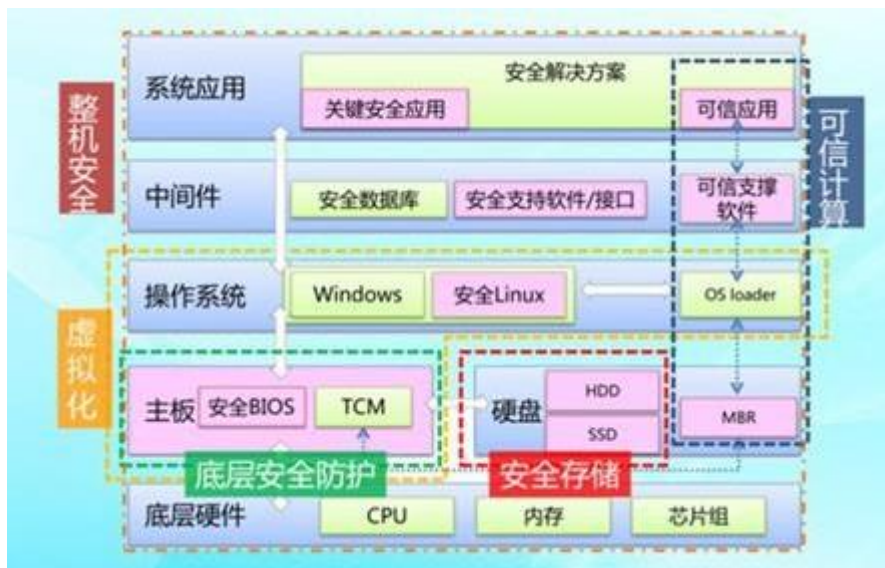 系统应用
安全解决方案
关键安全应用
可信应用
整机安全
可信计算
中间件
安全数据库
安全支持软件/接口
可信支撑
软件
操作系统
Windows
安全Linux
OS loader
虚拟化
主板
安全BIOS
TCM
硬盘
HDD
SSD
MBR
底层安全防护
安全存储
底层硬件
CPU
内存
芯片组